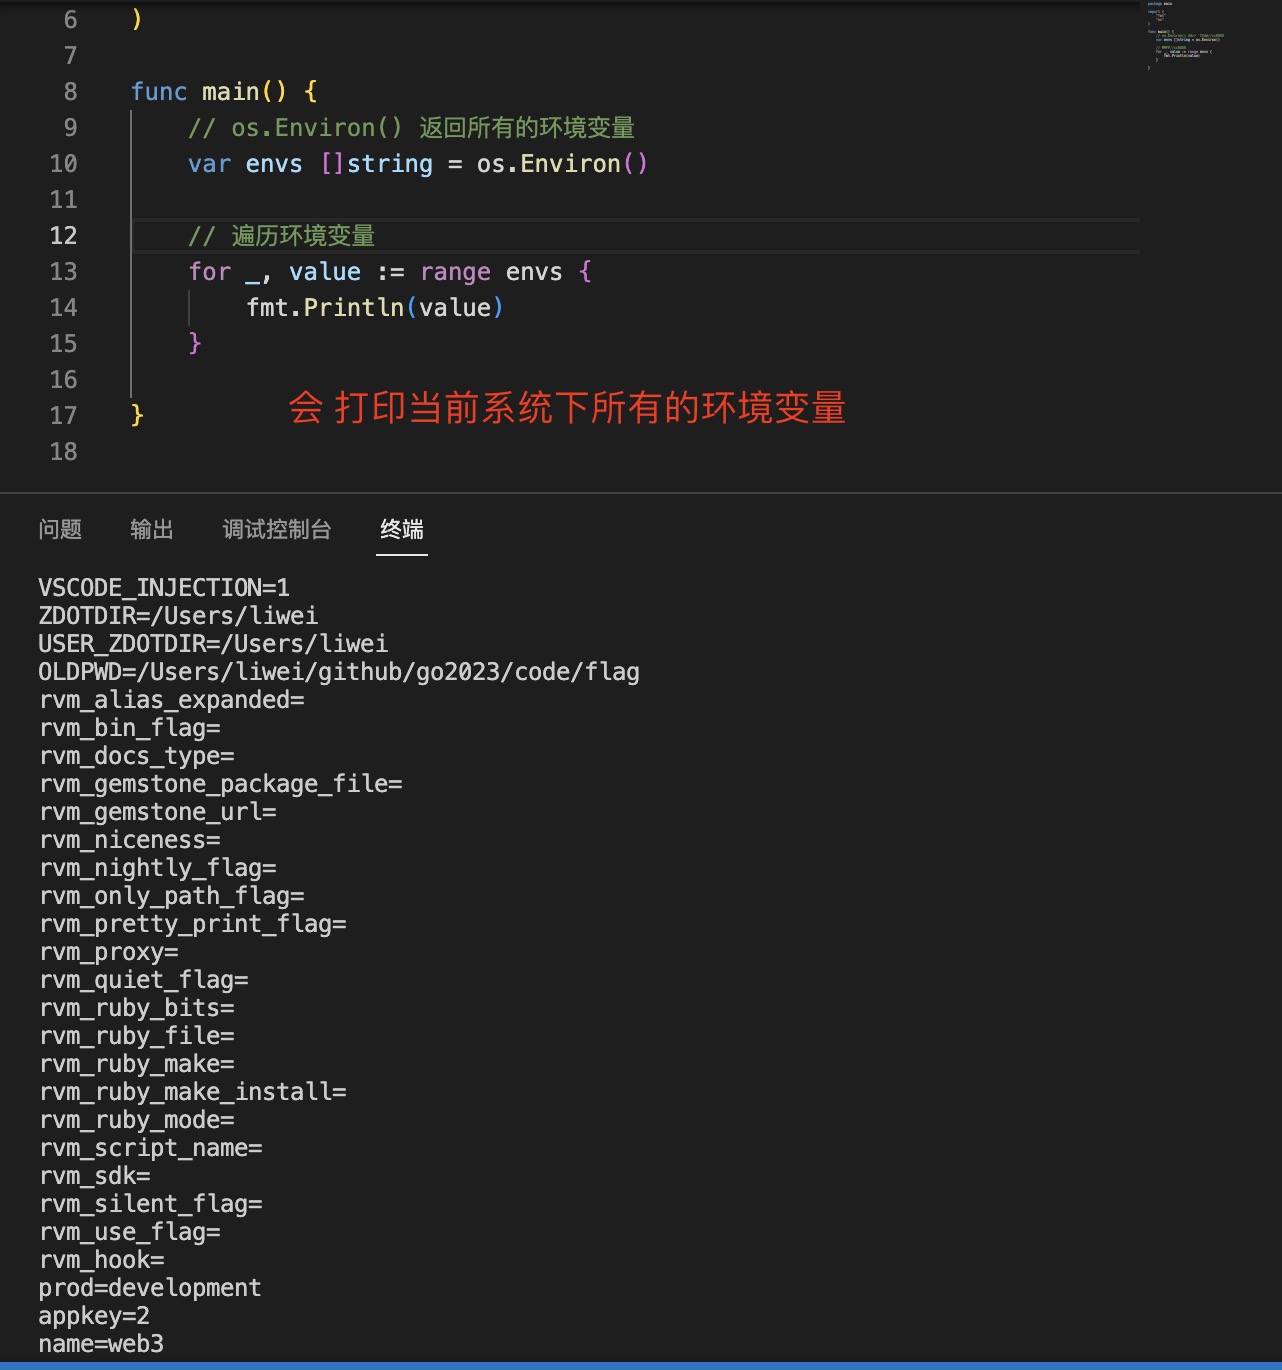 6 )
7
8 func main() {
9 // os.Environ() 返回所有的环境变量
10 var envs []string = os.Environ()
11
12 // 遍历环境变量
13 for _, value := range envs {
14 fmt.Println(value)
15 }
16
17 }
会 打印当前系统下所有的环境变量
18
问题 输出 调试控制台 终端
VSCODE_INJECTION=1
ZDOTDIR=/Users/liwei
USER_ZDOTDIR=/Users/liwei
OLDPWD=/Users/liwei/github/go2023/code/flag
rvm_alias_expanded=
rvm_bin_flag=
rvm_docs_type=
rvm_gemstone_package_file=
rvm_gemstone_url=
rvm_niceness=
rvm_nightly_flag=
rvm_only_path_flag=
rvm_pretty_print_flag=
rvm_proxy=
rvm_quiet_flag=
rvm_ruby_bits=
rvm_ruby_file=
rvm_ruby_make=
rvm_ruby_make_install=
rvm_ruby_mode=
rvm_script_name=
rvm_sdk=
rvm_silent_flag=
rvm_use_flag=
rvm_hook=
prod=development
appkey=2
name=web3